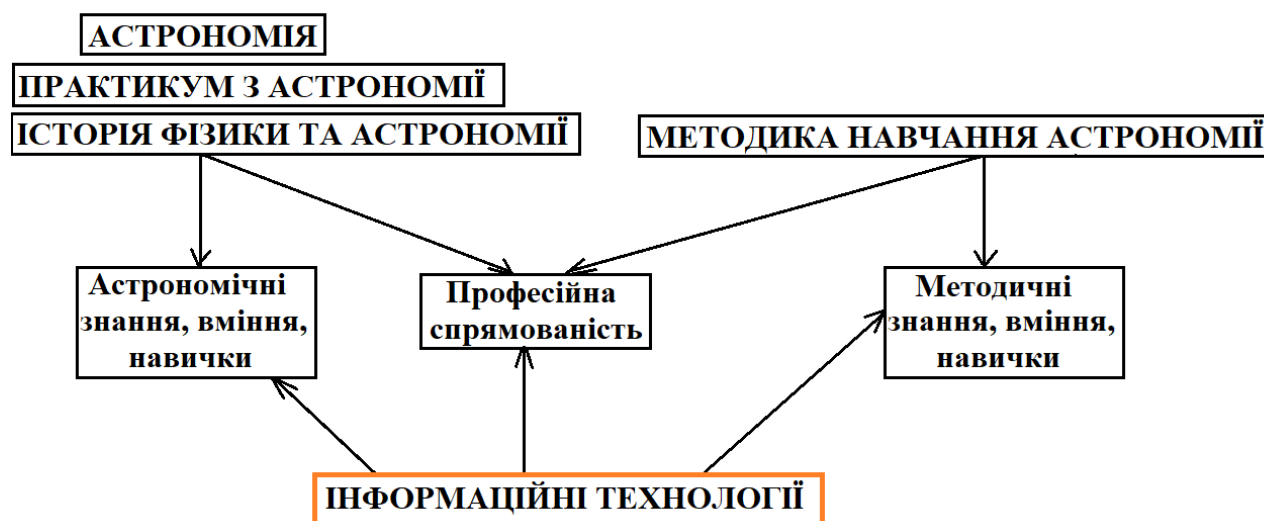 АСТРОНОМІЯ
ПРАКТИКУМ З АСТРОНОМІЇ
ІСТОРІЯ ФІЗИКИ ТА АСТРОНОМІЇ
МЕТОДИКА НАВЧАННЯ АСТРОНОМІЇ
Астрономічні
знання, вміння,
навички
Професійна
спрямованість
Методичні
знання, вміння,
навички
ІНФОРМАЦІЙНІ ТЕХНОЛОГІЇ